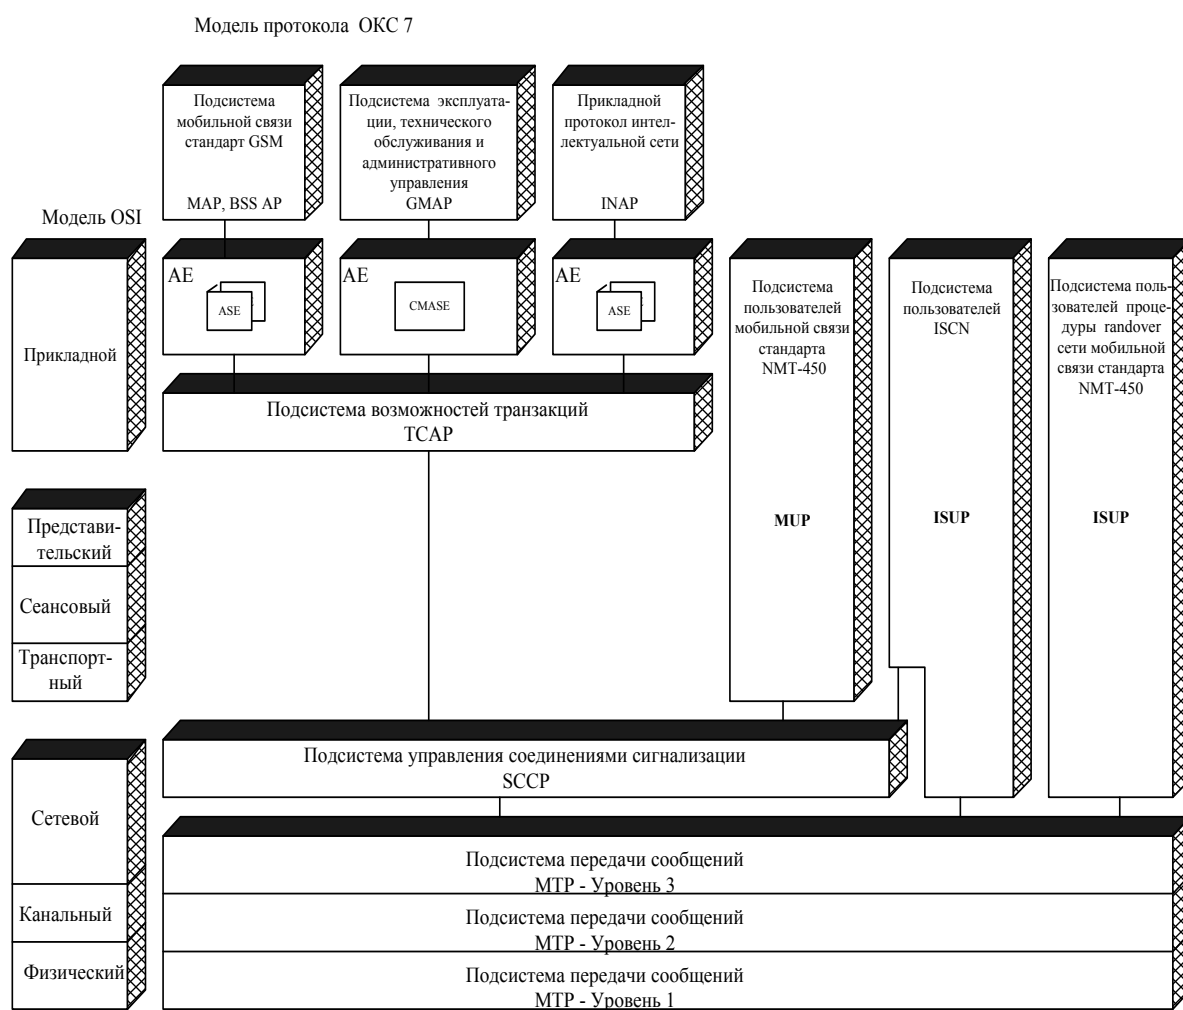 Модель протокола ОКС 7
Подсистема
мобильной связи
стандарт GSM
MAP, BSS AP
Подсистема эксплуата-
ции, технического
обслуживания и
административного
управления
GMAP
Прикладной
протокол интел-
лектуальной сети
INAP
Модель OSI
Прикладной
AE
ASE
AE
CMASE
AE
ASE
Подсистема возможностей транзакций
TCAP
Подсистема
пользователей
мобильной связи
стандарта
NMT-450
MUP
Подсистема
пользователей
ISCN
ISUP
Подсистема поль-
зователей проце-
дуры randover
сети мобильной
связи стандарта
NMT-450
ISUP
Представи-
тельский
Сеансовый
Транспорт-
ный
Подсистема управления соединениями сигнализации
SCCP
Сетевой
Канальный
Физический
Подсистема передачи сообщений
МТР - Уровень 3
Подсистема передачи сообщений
МТР - Уровень 2
Подсистема передачи сообщений
МТР - Уровень 1